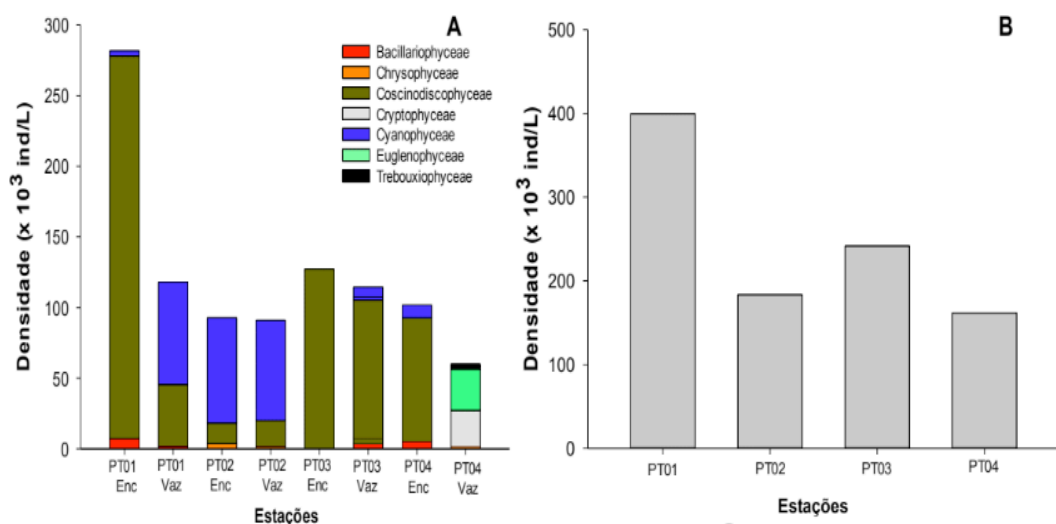 A
300
250
200
150
100
50
0
Densidade (x 10³ ind/L)
Bacillariophyceae
Chrysophyceae
Coscinodiscophyceae
Cryptophyceae
Cyanophyceae
Euglenophyceae
Trebouxiophyceae
PT01 PT01 PT02 PT02 PT03 PT03 PT04 PT04
Enc Vaz Enc Vaz Enc Vaz Enc Vaz
Estações
B
500
400
300
200
100
0
Densidade (x 10³ ind/L)
PT01 PT02 PT03 PT04
Estações